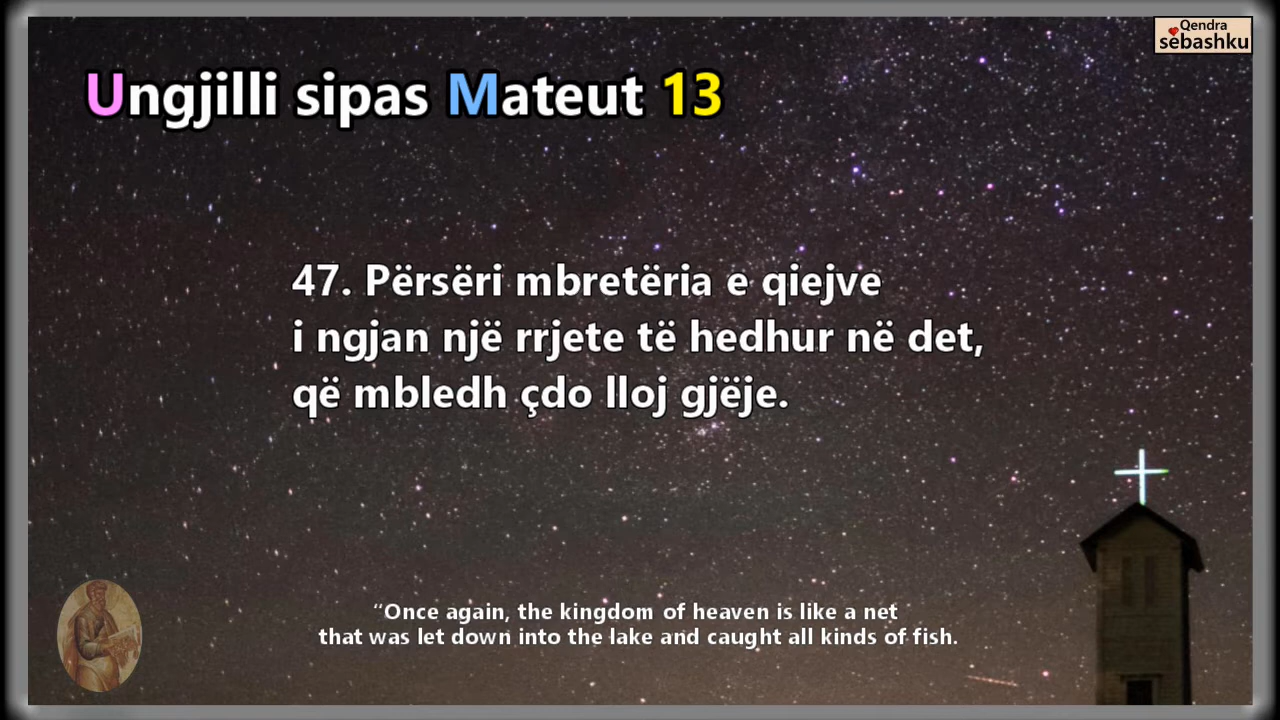 Qendra
sebashku
Ungjilli sipas Mateut 13
47. Përsëri mbretëria e qiejve
i ngjan një rrjete të hedhur në det,
që mbledh çdo lloj gjëje.
“Once again, the kingdom of heaven is like a net
that was let down into the lake and caught all kinds of fish.